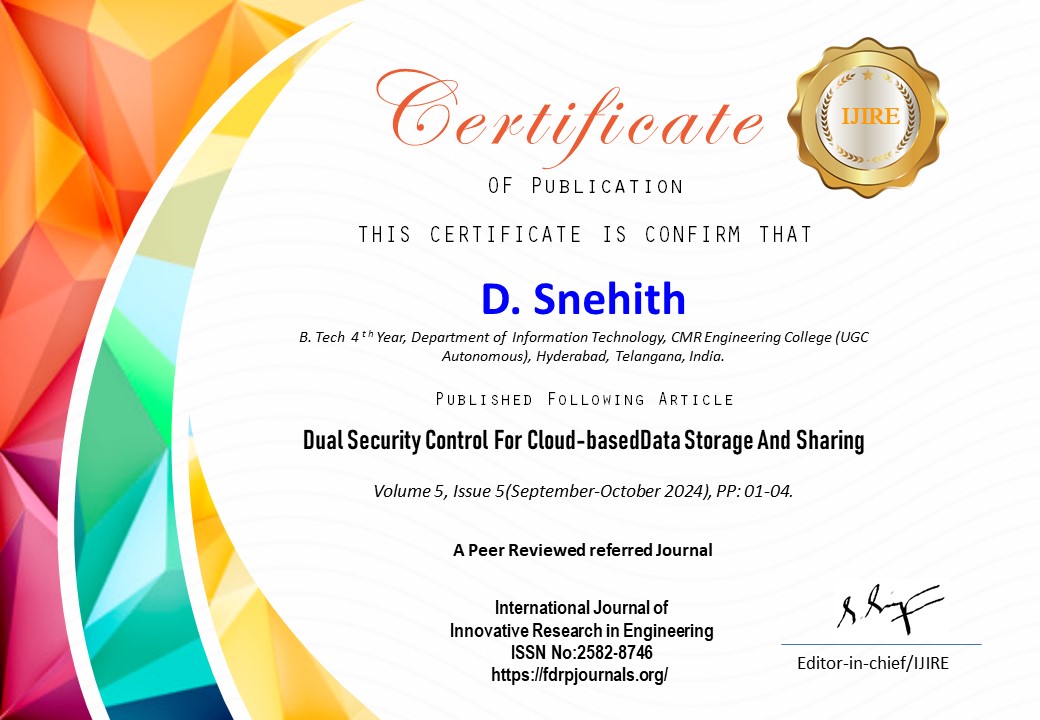 Certificate
IJIRE
OF PUBLICATION
THIS CERTIFICATE IS CONFIRM THAT
D. Snehith
B. Tech 4 th Year, Department of Information Technology, CMR Engineering College (UGC
Autonomous), Hyderabad, Telangana, India.
PUBLISHED FOLLOWING ARTICLE
Dual Security Control For Cloud-basedData Storage And Sharing
Volume 5, Issue 5(September-October 2024), PP: 01-04.
A Peer Reviewed referred Journal
International Journal of
Innovative Research in Engineering
ISSN No:2582-8746
https://fdrpjournals.org/
Editor-in-chief/IJIRE